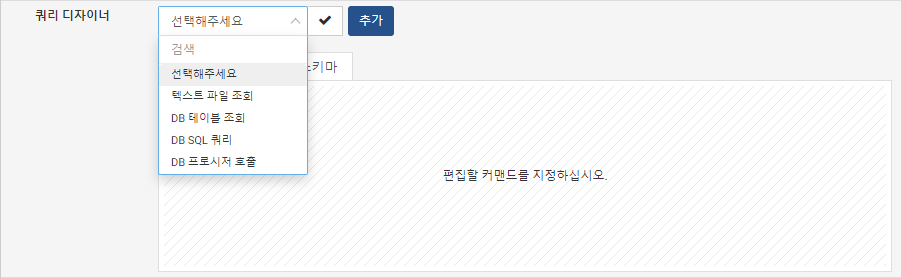 쿼리 디자이너
선택해주세요
추가
검색
선택해주세요
텍스트 파일 조회
DB 테이블 조회
DB SQL 쿼리
DB 프로시저 호출
키마
편집할 커맨드를 지정하십시오.